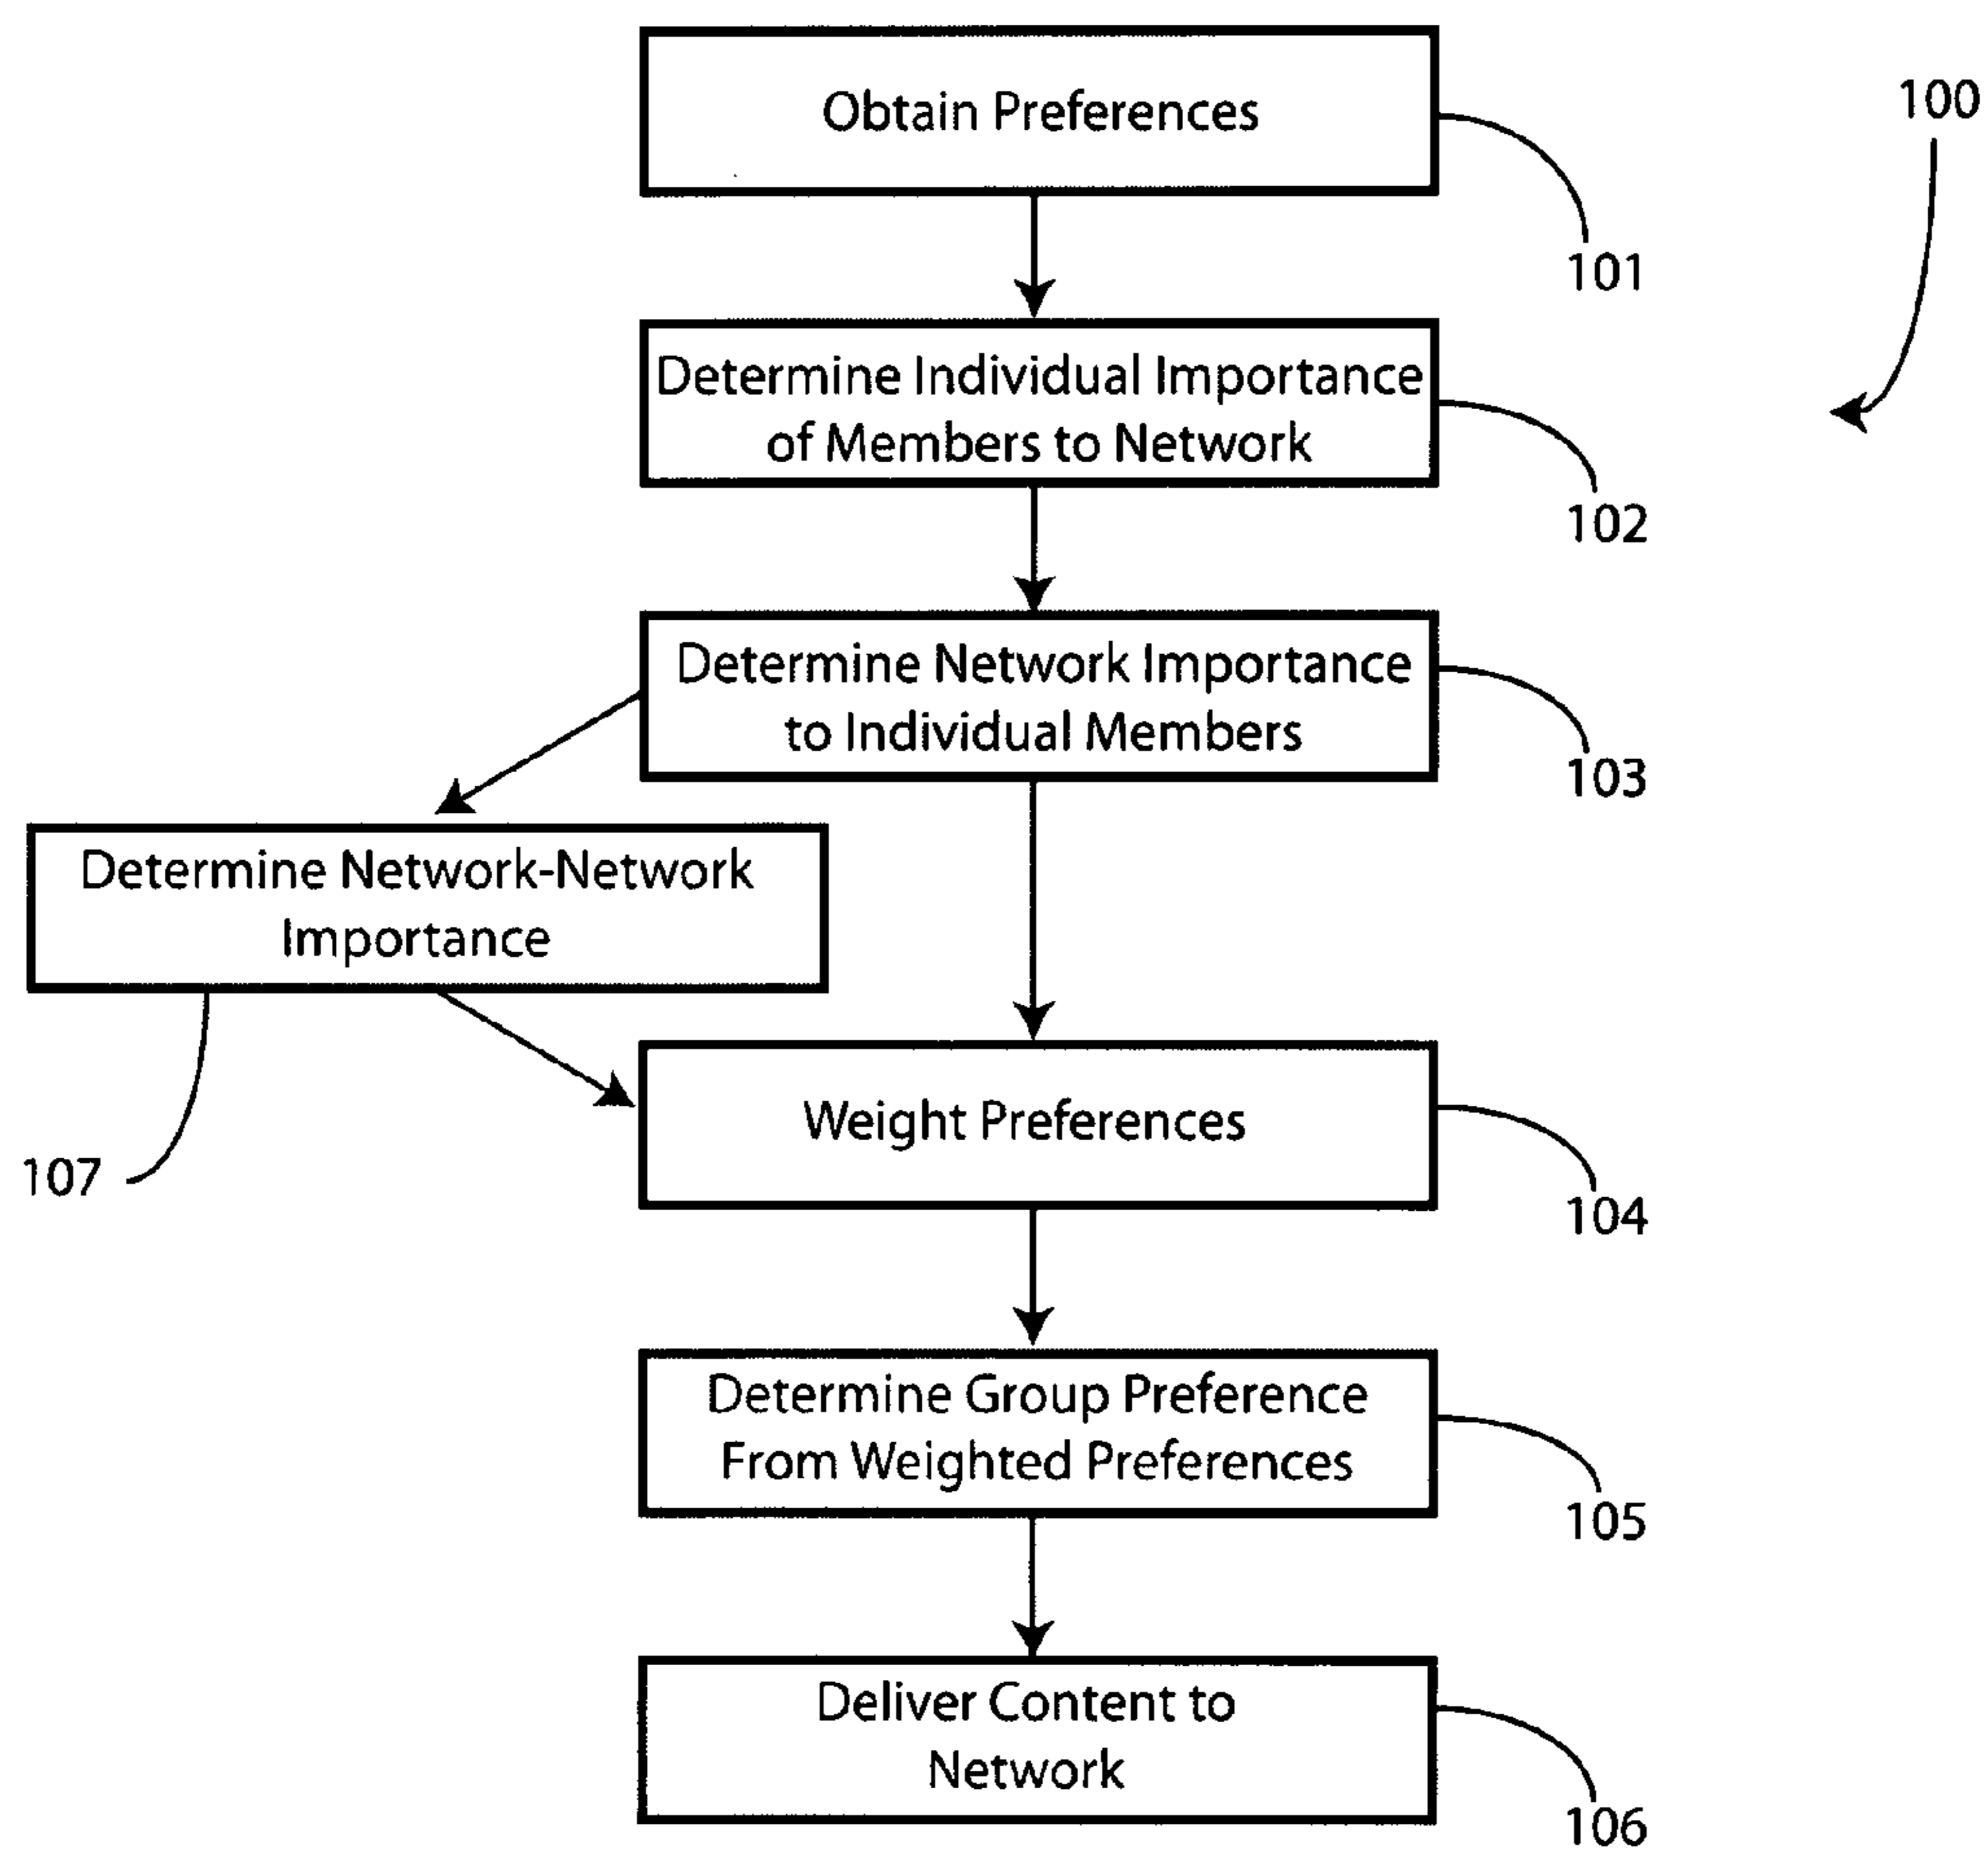 Obtain Preferences
100
101
Determine Individual Importance
of Members to Network
102
Determine Network Importance
to Individual Members
103
Determine Network-Network
Importance
107
Weight Preferences
104
Determine Group Preference
From Weighted Preferences
105
Deliver Content to
Network
106